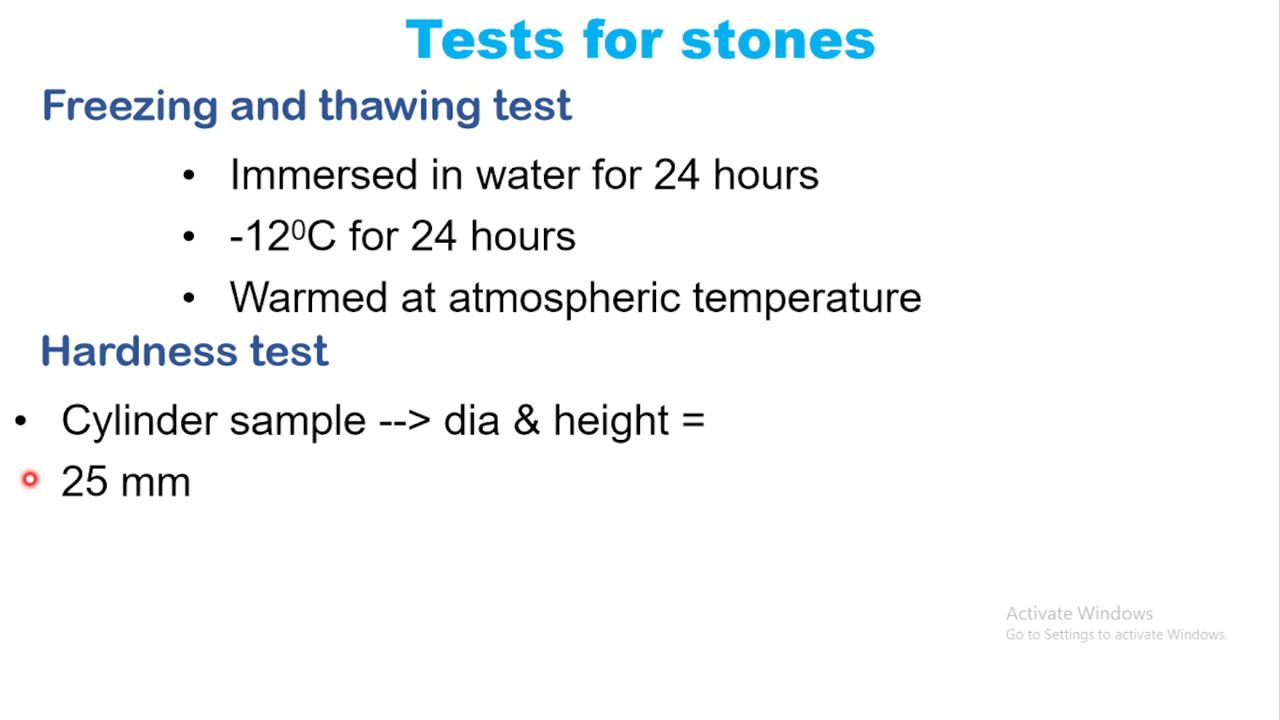 Tests for stones
Freezing and thawing test
• Immersed in water for 24 hours
• -12⁰C for 24 hours
• Warmed at atmospheric temperature
Hardness test
• Cylinder sample --> dia & height =
25 mm
Activate Windows
Go to Settings to activate Windows.